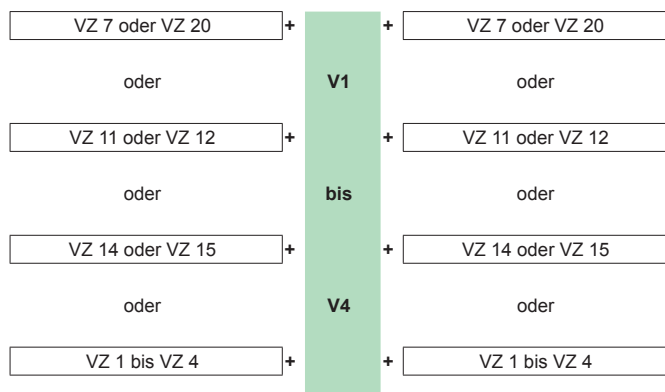 VZ 7 oder VZ 20 + + VZ 7 oder VZ 20
oder V1 oder
VZ 11 oder VZ 12 + + VZ 11 oder VZ 12
oder bis oder
VZ 14 oder VZ 15 + + VZ 14 oder VZ 15
oder V4 oder
VZ 1 bis VZ 4 + + VZ 1 bis VZ 4